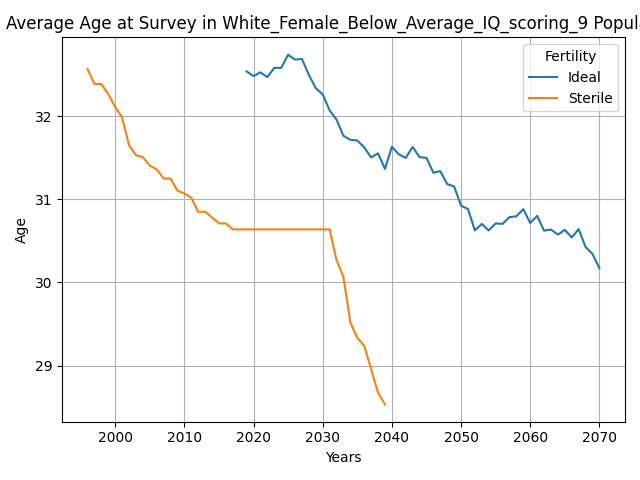 Average Age at Survey in White_Female_Below_Average_IQ_scoring_9 Popul
Fertility
Ideal
Sterile
32
31
30
29
Age
2000 2010 2020 2030 2040 2050 2060 2070
Years